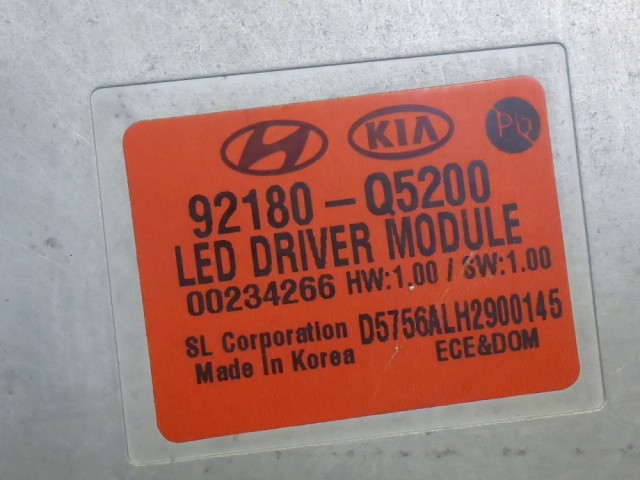 KIA
Pb
92180-Q5200
LED DRIVER MODULE
00234266 HW:1.00 / SW:1.00
SL Corporation D5756ALH2900145
Made In Korea ECE&DOM